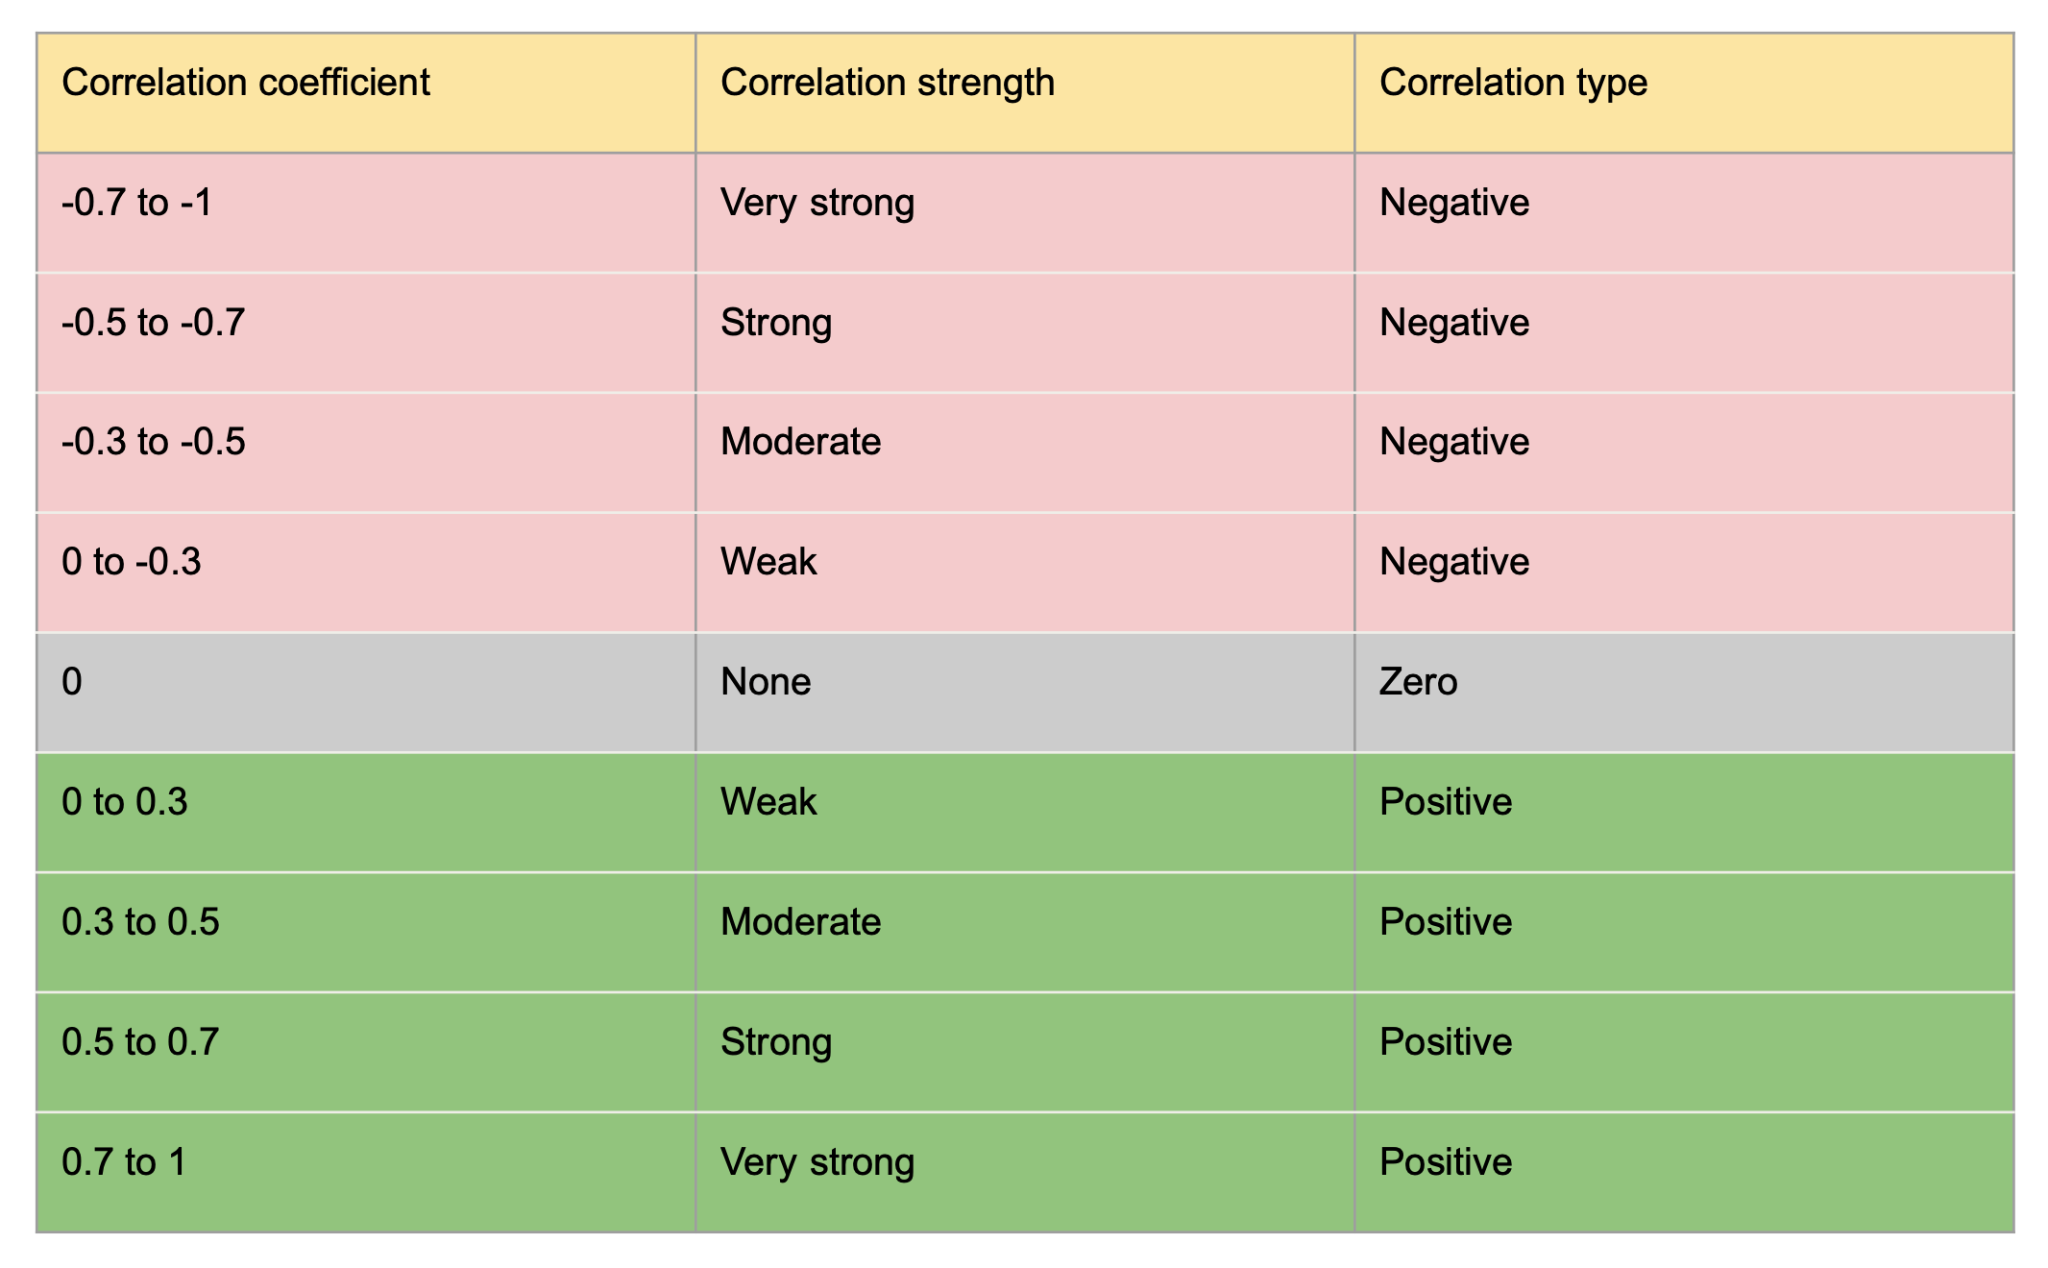 Correlation coefficient Correlation strength Correlation type
-0.7 to -1 Very strong Negative
-0.5 to -0.7 Strong Negative
-0.3 to -0.5 Moderate Negative
0 to -0.3 Weak Negative
0 None Zero
0 to 0.3 Weak Positive
0.3 to 0.5 Moderate Positive
0.5 to 0.7 Strong Positive
0.7 to 1 Very strong Positive